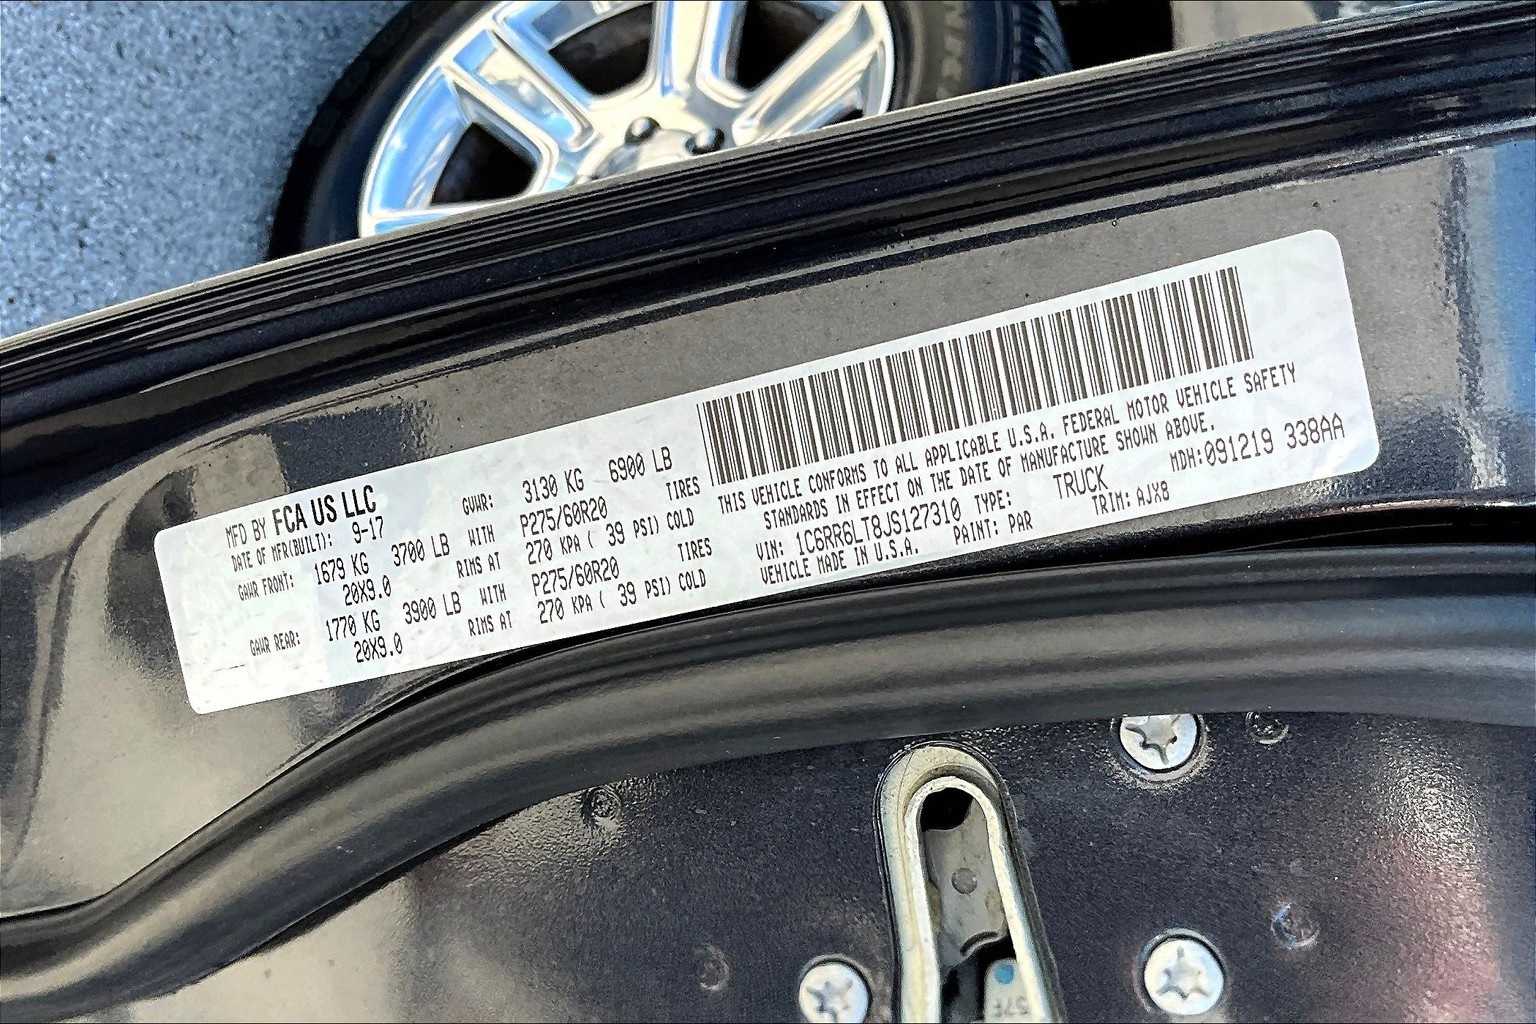 MFD BY FCA US LLC
DATE OF MFR(BUILT): 9-17
GVWR: 3130 KG 6900 LB
GAWR FRONT: 1679 KG 3700 LB WITH P275/60R20 TIRES
20X9.0 RIMS AT 270 KPA ( 39 PSI) COLD
GAWR REAR: 1770 KG 3900 LB WITH P275/60R20 TIRES
20X9.0 RIMS AT 270 KPA ( 39 PSI) COLD
THIS VEHICLE CONFORMS TO ALL APPLICABLE U.S.A. FEDERAL MOTOR VEHICLE SAFETY
STANDARDS IN EFFECT ON THE DATE OF MANUFACTURE SHOWN ABOVE.
VIN: 1C6RR6LT8JS127310 TYPE: TRUCK MDH:091219 338AA
VEHICLE MADE IN U.S.A. PAINT: PAR TRIM: AJX8